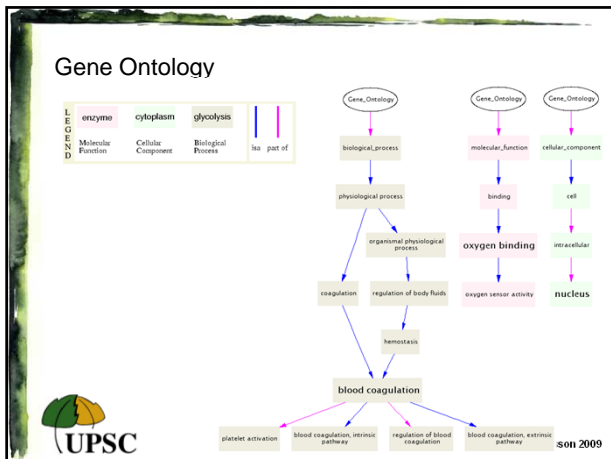 Gene Ontology
LEGEND
enzyme cytoplasm glycolysis
Molecular
Function
Cellular
Component
Biological
Process
isa part of
Gene_Ontology Gene_Ontology Gene_Ontology
biological_process molecular_function cellular_component
physiological process binding cell
organismal physiological
process
oxygen binding intracellular
coagulation regulation of body fluids oxygen sensor activity nucleus
hemostasis
blood coagulation
platelet activation
blood coagulation, intrinsic
pathway
regulation of blood
coagulation
blood coagulation, extrinsic
pathway
UPSC
son 2009